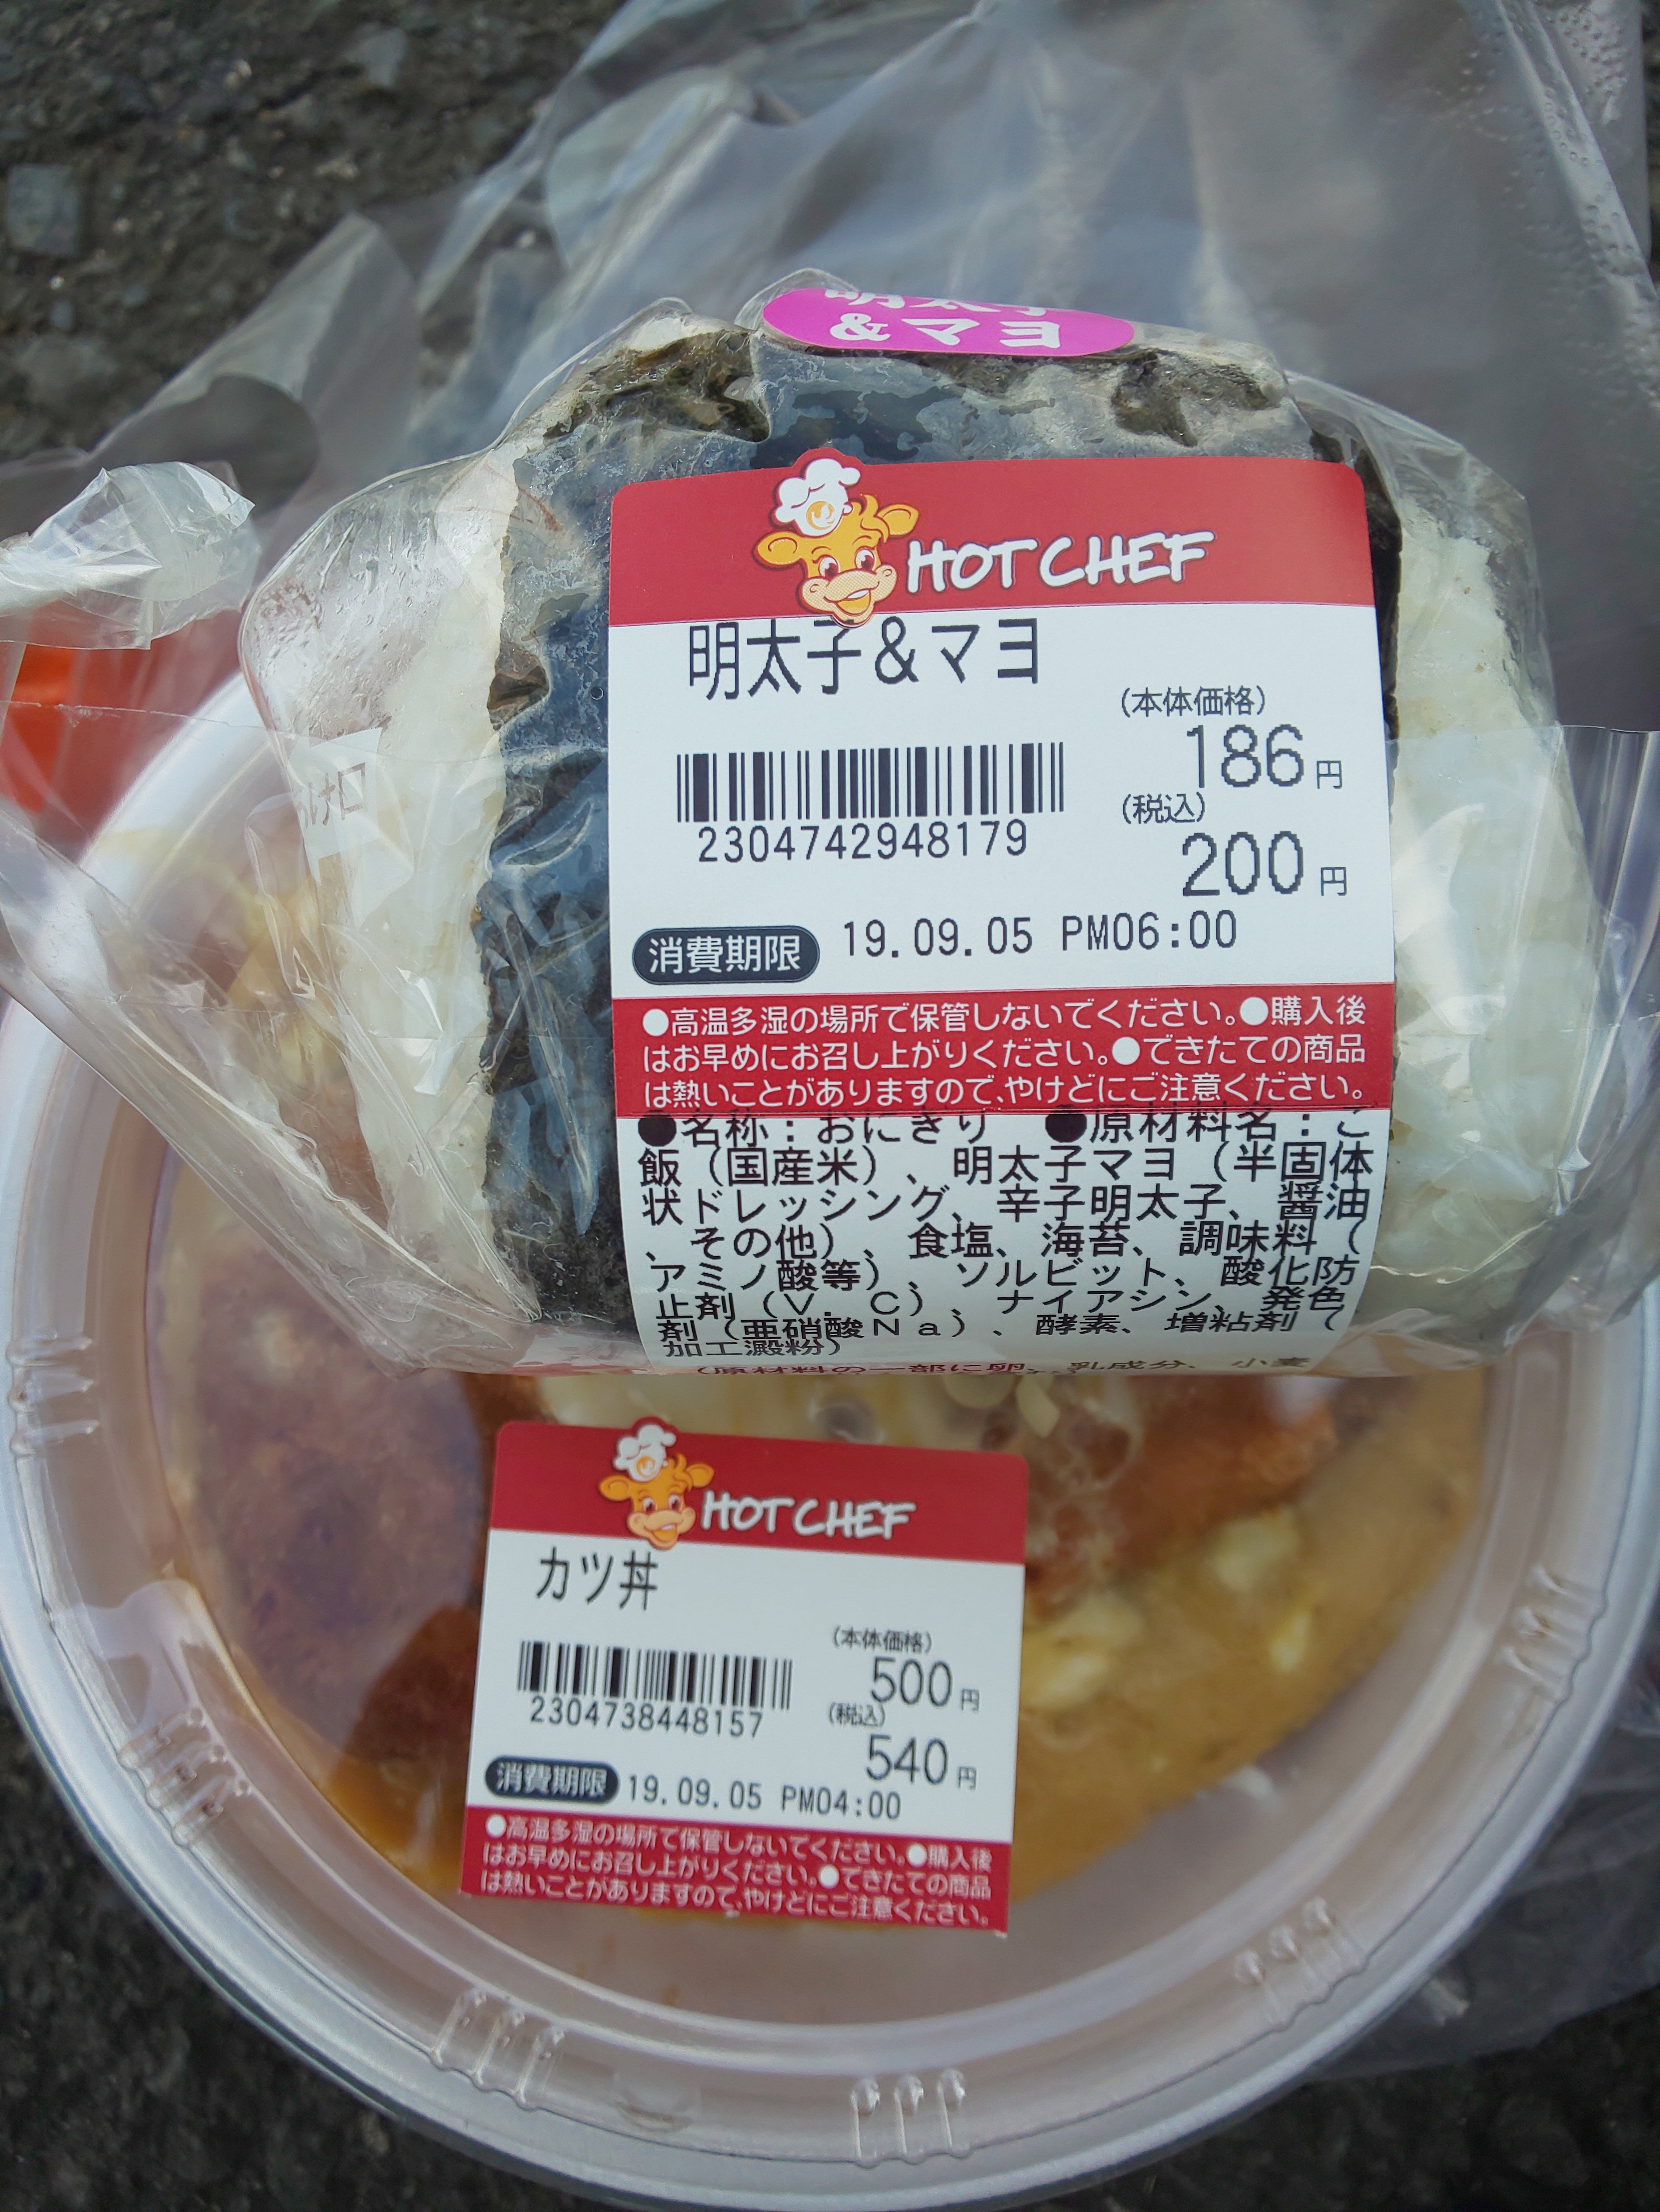 明太子
&マヨ
HOT CHEF
明太子&マヨ
(本体価格)
186円
(税込)
2304742948179
200円
消費期限 19.09.05 PM06:00
●高温多湿の場所で保管しないでください。●購入後
はお早めにお召し上がりください。●できたての商品
は熱いことがありますので、やけどにご注意ください。
●名称：おにぎり ●原材料名：ご
飯（国産米）、明太子マヨ（半固体
状ドレッシング、辛子明太子、醤油
、その他）、食塩、海苔、調味料（
アミノ酸等）、ソルビット、酸化防
止剤（V．C）、ナイアシン、発色
剤（亜硝酸Na）、酵素、増粘剤（
加工澱粉）
（原材料の一部に卵、乳成分、小麦
HOT CHEF
カツ丼
(本体価格)
500円
(税込)
2304738448157
540円
消費期限 19.09.05 PM04:00
●高温多湿の場所で保管しないでください。●購入後
はお早めにお召し上がりください。●できたての商品
は熱いことがありますので、やけどにご注意ください。